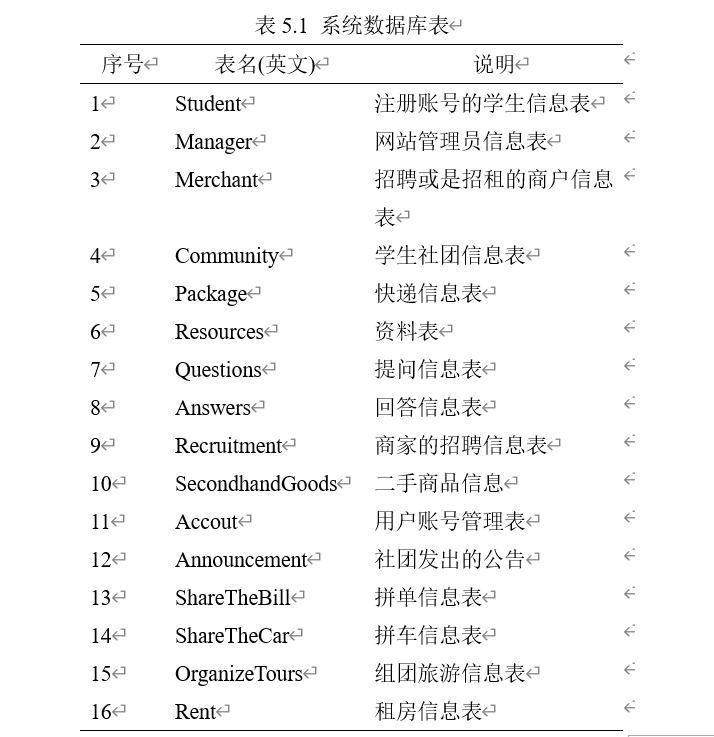 表 5.1 系统数据库表
序号 表名(英文) 说明
1 Student 注册账号的学生信息表
2 Manager 网站管理员信息表
3 Merchant 招聘或是招租的商户信息
表
4 Community 学生社团信息表
5 Package 快递信息表
6 Resources 资料表
7 Questions 提问信息表
8 Answers 回答信息表
9 Recruitment 商家的招聘信息表
10 SecondhandGoods 二手商品信息
11 Accout 用户账号管理表
12 Announcement 社团发出的公告
13 ShareTheBill 拼单信息表
14 ShareTheCar 拼车信息表
15 OrganizeTours 组团旅游信息表
16 Rent 租房信息表